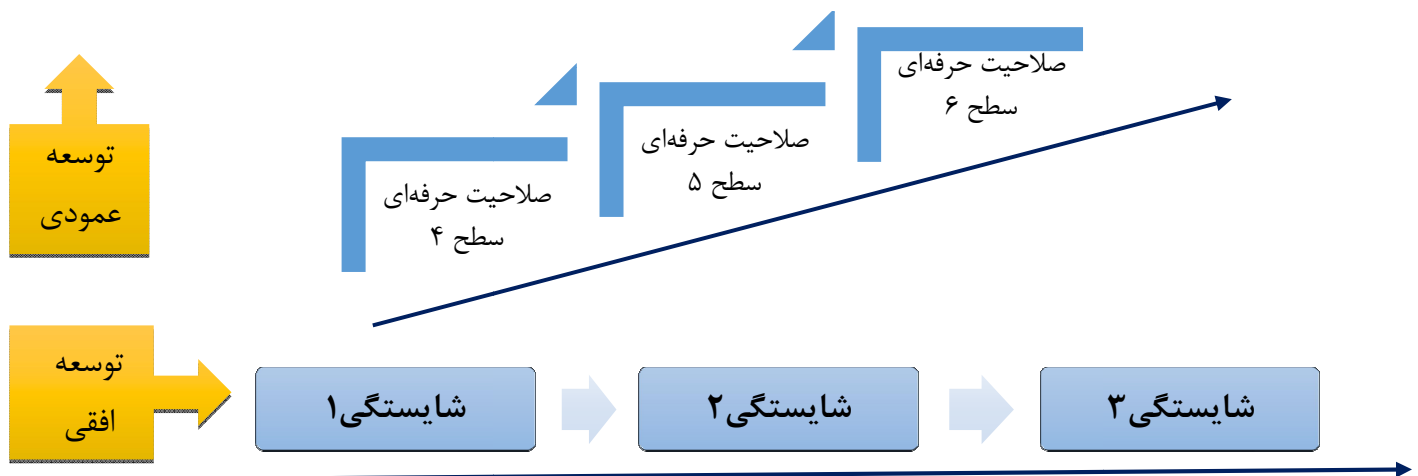 صلاحیت حرفه‌ای
سطح ۶
صلاحیت حرفه‌ای
سطح ۵
صلاحیت حرفه‌ای
سطح ۴
توسعه
عمودی
توسعه
افقی
شایستگی۱
شایستگی۲
شایستگی۳